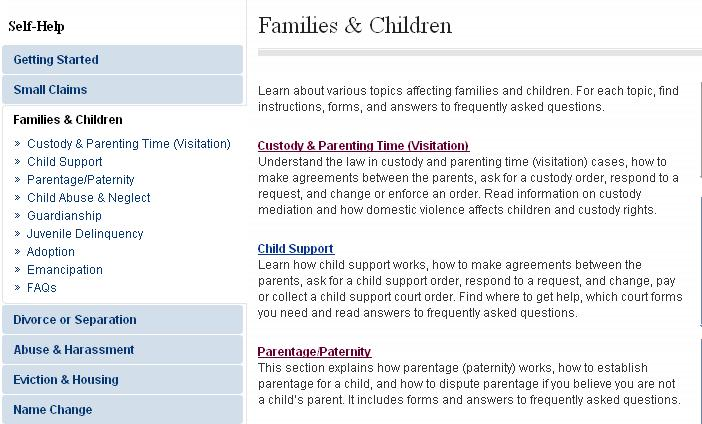 Self-Help
Getting Started
Small Claims
Families & Children
» Custody & Parenting Time (Visitation)
» Child Support
» Parentage/Paternity
» Child Abuse & Neglect
» Guardianship
» Juvenile Delinquency
» Adoption
» Emancipation
» FAQs
Divorce or Separation
Abuse & Harassment
Eviction & Housing
Name Change
Families & Children
Learn about various topics affecting families and children. For each topic, find
instructions, forms, and answers to frequently asked questions.
Custody & Parenting Time (Visitation)
Understand the law in custody and parenting time (visitation) cases, how to
make agreements between the parents, ask for a custody order, respond to a
request, and change or enforce an order. Read information on custody
mediation and how domestic violence affects children and custody rights.
Child Support
Learn how child support works, how to make agreements between the
parents, ask for a child support order, respond to a request, and change, pay
or collect a child support court order. Find where to get help, which court forms
you need and read answers to frequently asked questions.
Parentage/Paternity
This section explains how parentage (paternity) works, how to establish
parentage for a child, and how to dispute parentage if you believe you are not
a child's parent. It includes forms and answers to frequently asked questions.